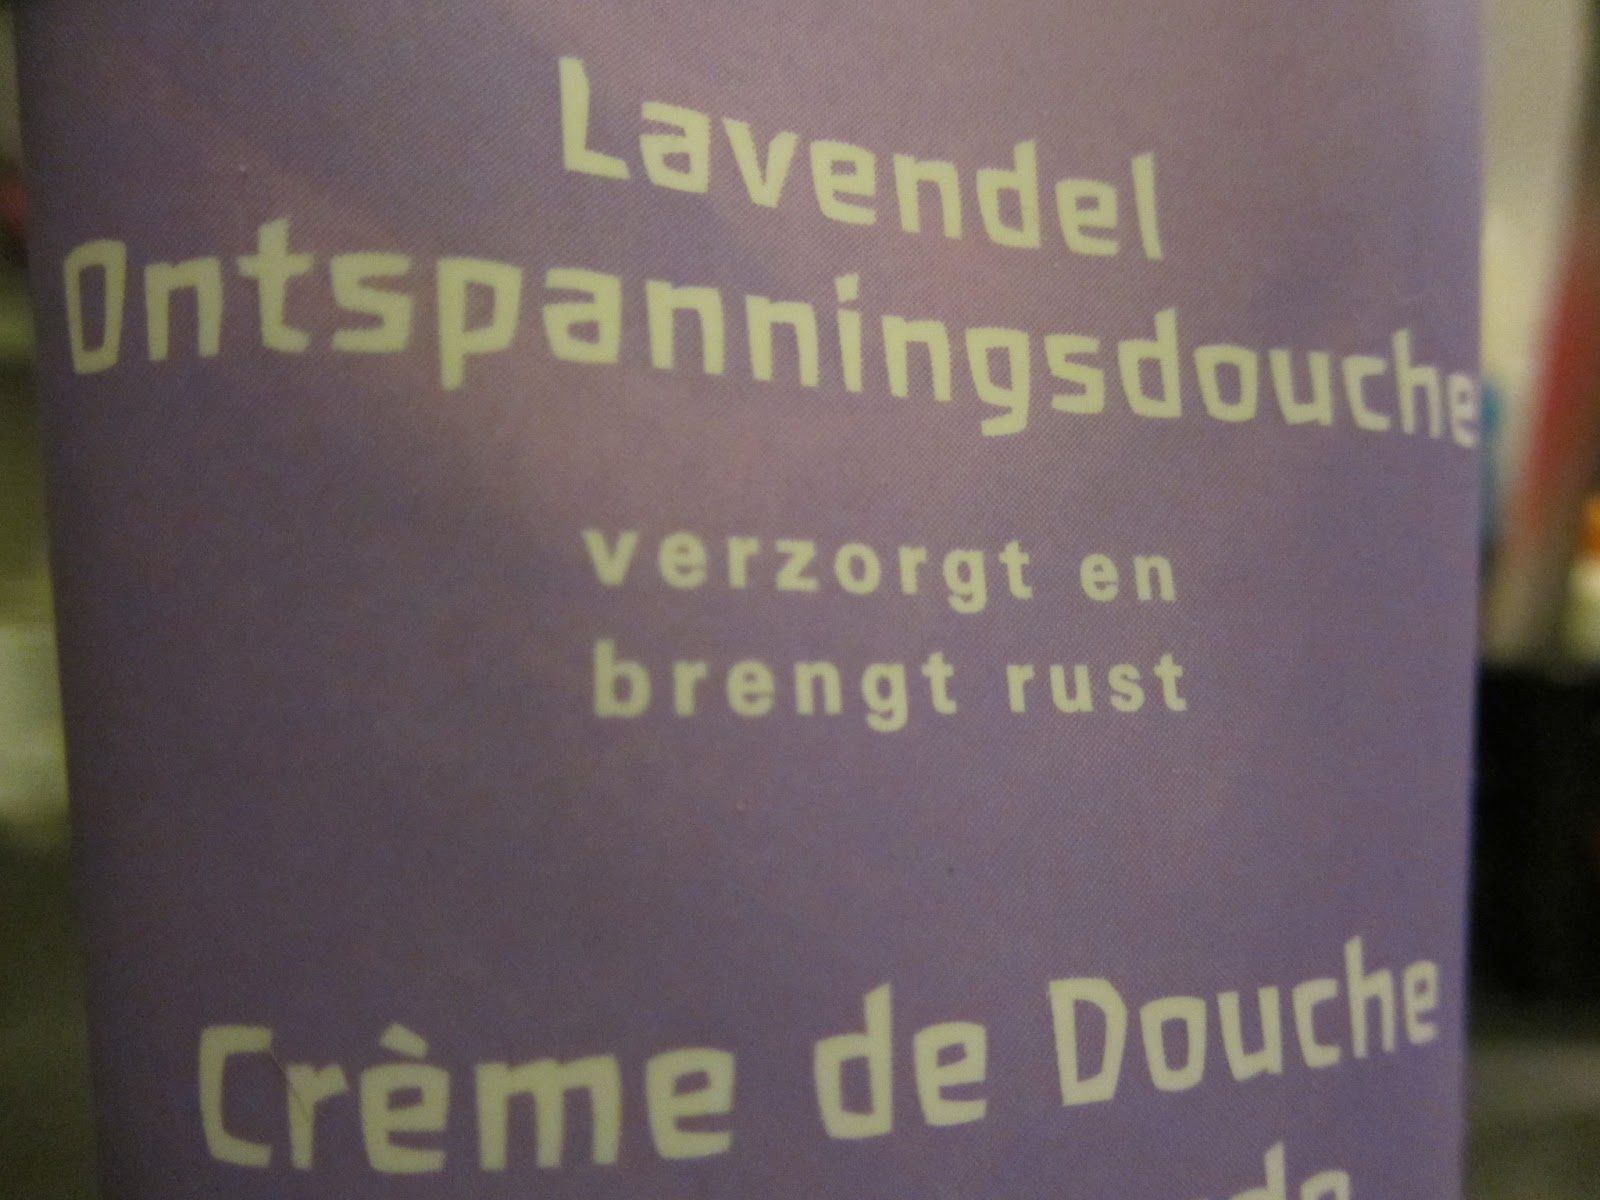 Lavendel
Ontspanningsdouche
verzorgt en
brengt rust
Crème de Douche